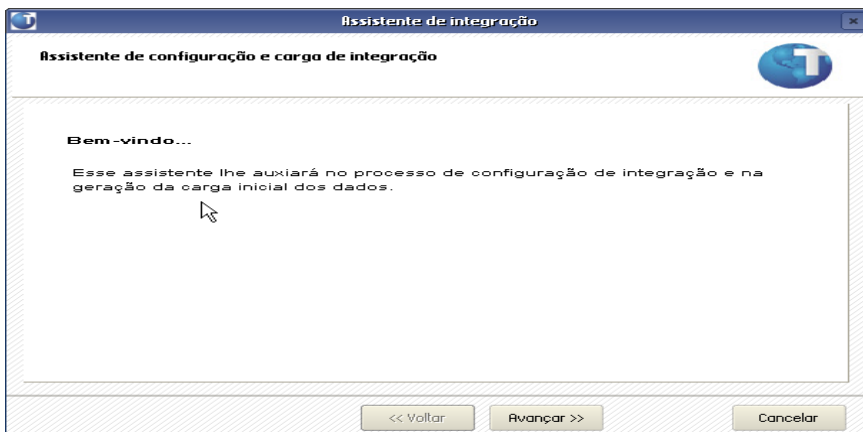 Assistente de integração
Assistente de configuração e carga de integração
T
Bem-vindo...
Esse assistente lhe auxiará no processo de configuração de integração e na
geração da carga inicial dos dados.
<< Voltar
Avançar >>
Cancelar